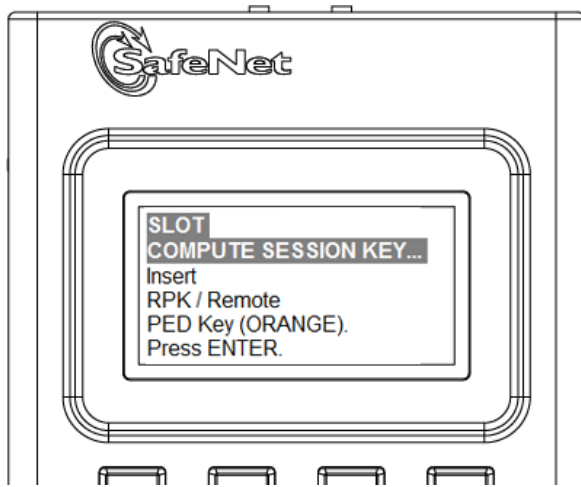 SafeNet
SLOT
COMPUTE SESSION KEY...
Insert
RPK / Remote
PED Key (ORANGE).
Press ENTER.